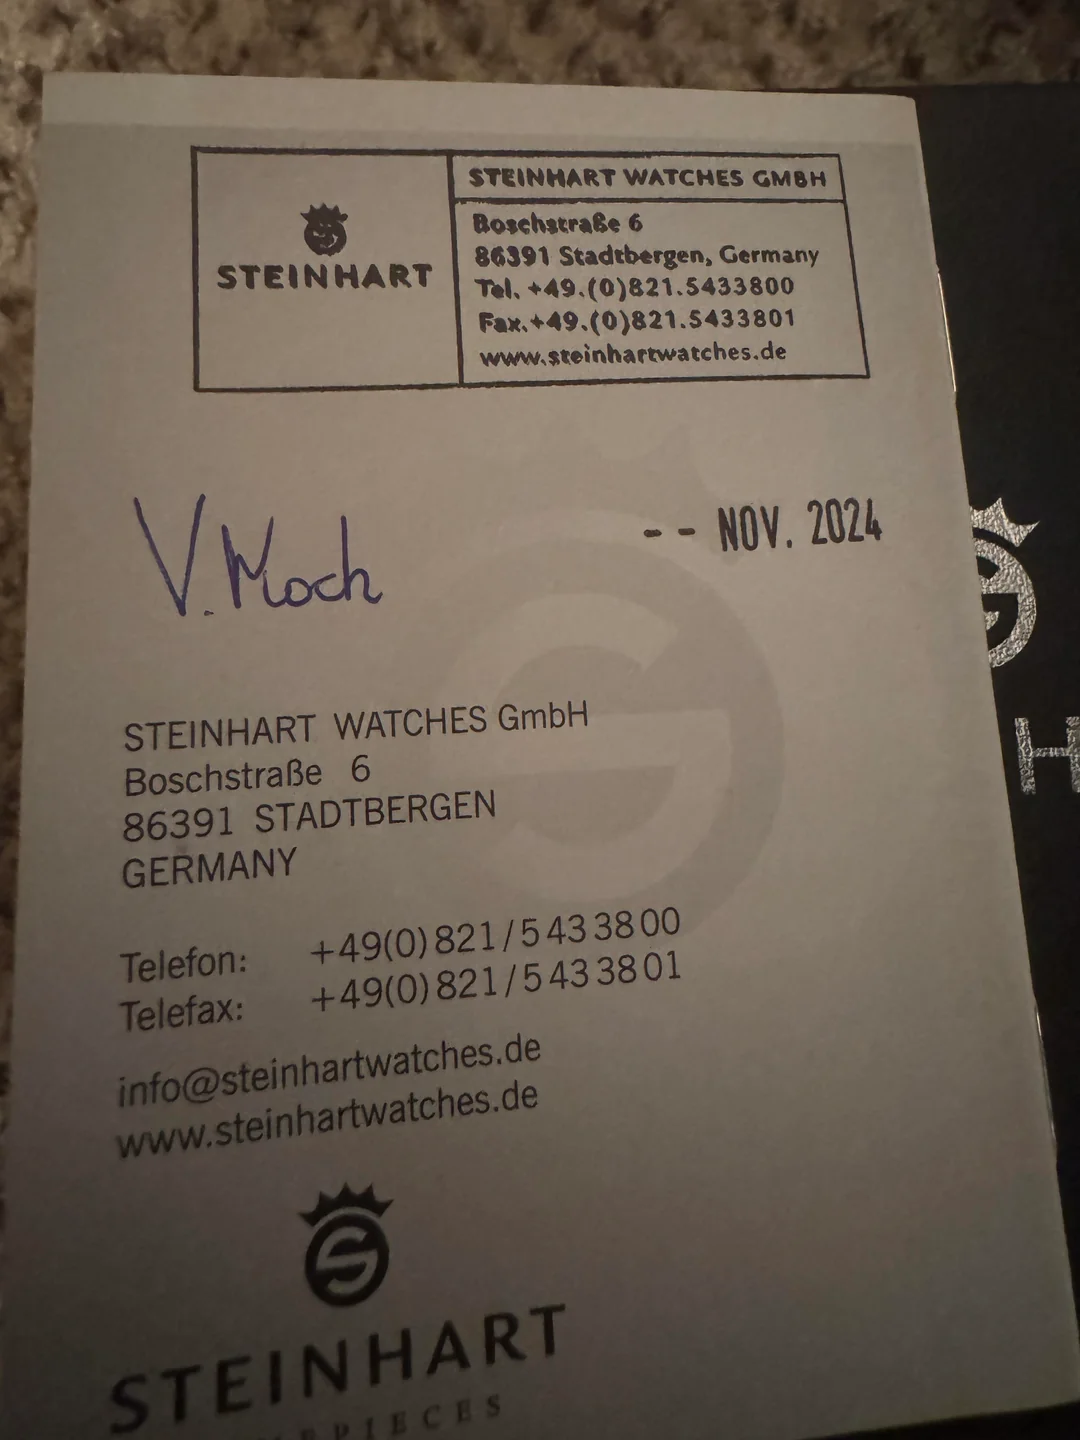 STEINHART
STEINHART WATCHES GMBH
Boschstraße 6
86391 Stadtbergen, Germany
Tel. +49.(0)821.5433800
Fax.+49.(0)821.5433801
www.steinhartwatches.de
V. Moch
-- NOV. 2024
STEINHART WATCHES GmbH
Boschstraße 6
86391 STADTBERGEN
GERMANY
Telefon: +49(0)821/5433800
Telefax: +49(0)821/5433801
info@steinhartwatches.de
www.steinhartwatches.de
STEINHART
H